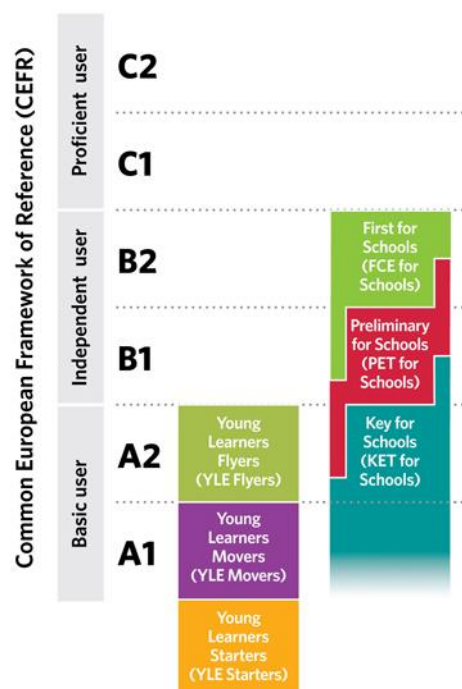 Common European Framework of Reference (CEFR)
Proficient user
Independent user
Basic user
C2
C1
B2
B1
A2
A1
First for
Schools
(FCE for
Schools)
Preliminary
for Schools
(PET for
Schools)
Key for
Schools
(KET for
Schools)
Young
Learners
Flyers
(YLE Flyers)
Young
Learners
Movers
(YLE Movers)
Young
Learners
Starters
(YLE Starters)